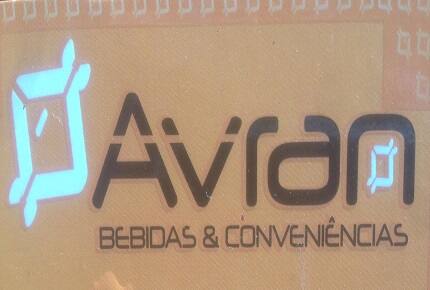 Avran
BEBIDAS & CONVENIÊNCIAS